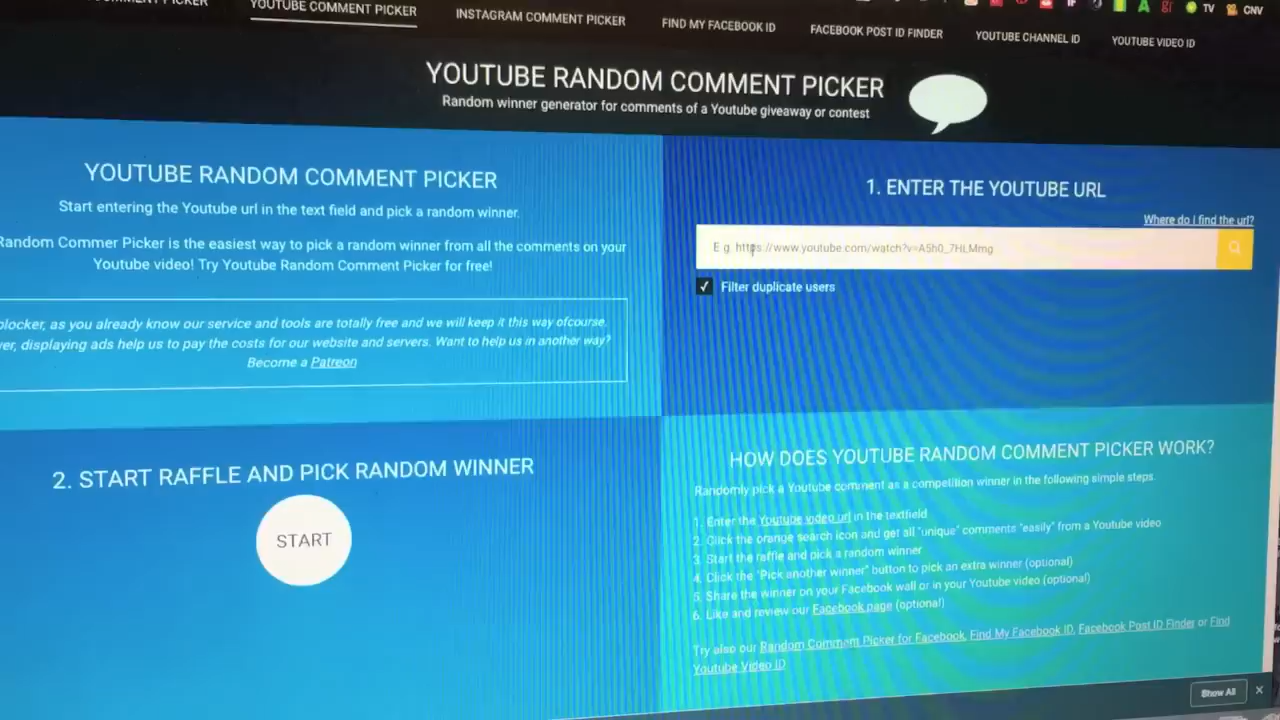 PICKER
YOUTUBE COMMENT PICKER
INSTAGRAM COMMENT PICKER
FIND MY FACEBOOK ID
FACEBOOK POST ID FINDER
YOUTUBE CHANNEL ID
YOUTUBE VIDEO ID
TV
CNV
YOUTUBE RANDOM COMMENT PICKER
Random winner generator for comments of a Youtube giveaway or contest
YOUTUBE RANDOM COMMENT PICKER
Start entering the Youtube url in the text field and pick a random winner.
Random Commer Picker is the easiest way to pick a random winner from all the comments on your
Youtube video! Try Youtube Random Comment Picker for free!
blocker, as you already know our service and tools are totally free and we will keep it this way ofcourse.
ver, displaying ads help us to pay the costs for our website and servers. Want to help us in another way?
Become a Patreon
1. ENTER THE YOUTUBE URL
Where do I find the url?
E.g. https://www.youtube.com/watch?v=A5h0_7HLMmg
Filter duplicate users
2. START RAFFLE AND PICK RANDOM WINNER
START
HOW DOES YOUTUBE RANDOM COMMENT PICKER WORK?
Randomly pick a Youtube comment as a competition winner in the following simple steps.
1. Enter the Youtube video url in the textfield
2. Click the orange search icon and get all "unique" comments "easily" from a Youtube video
3. Start the raffle and pick a random winner
4. Click the "Pick another winner" button to pick an extra winner (optional)
5. Share the winner on your Facebook wall or in your Youtube video (optional)
6. Like and review our Facebook page (optional)
Try also our Random Comment Picker for Facebook, Find My Facebook ID, Facebook Post ID Finder or Find
Youtube Video ID
Show All